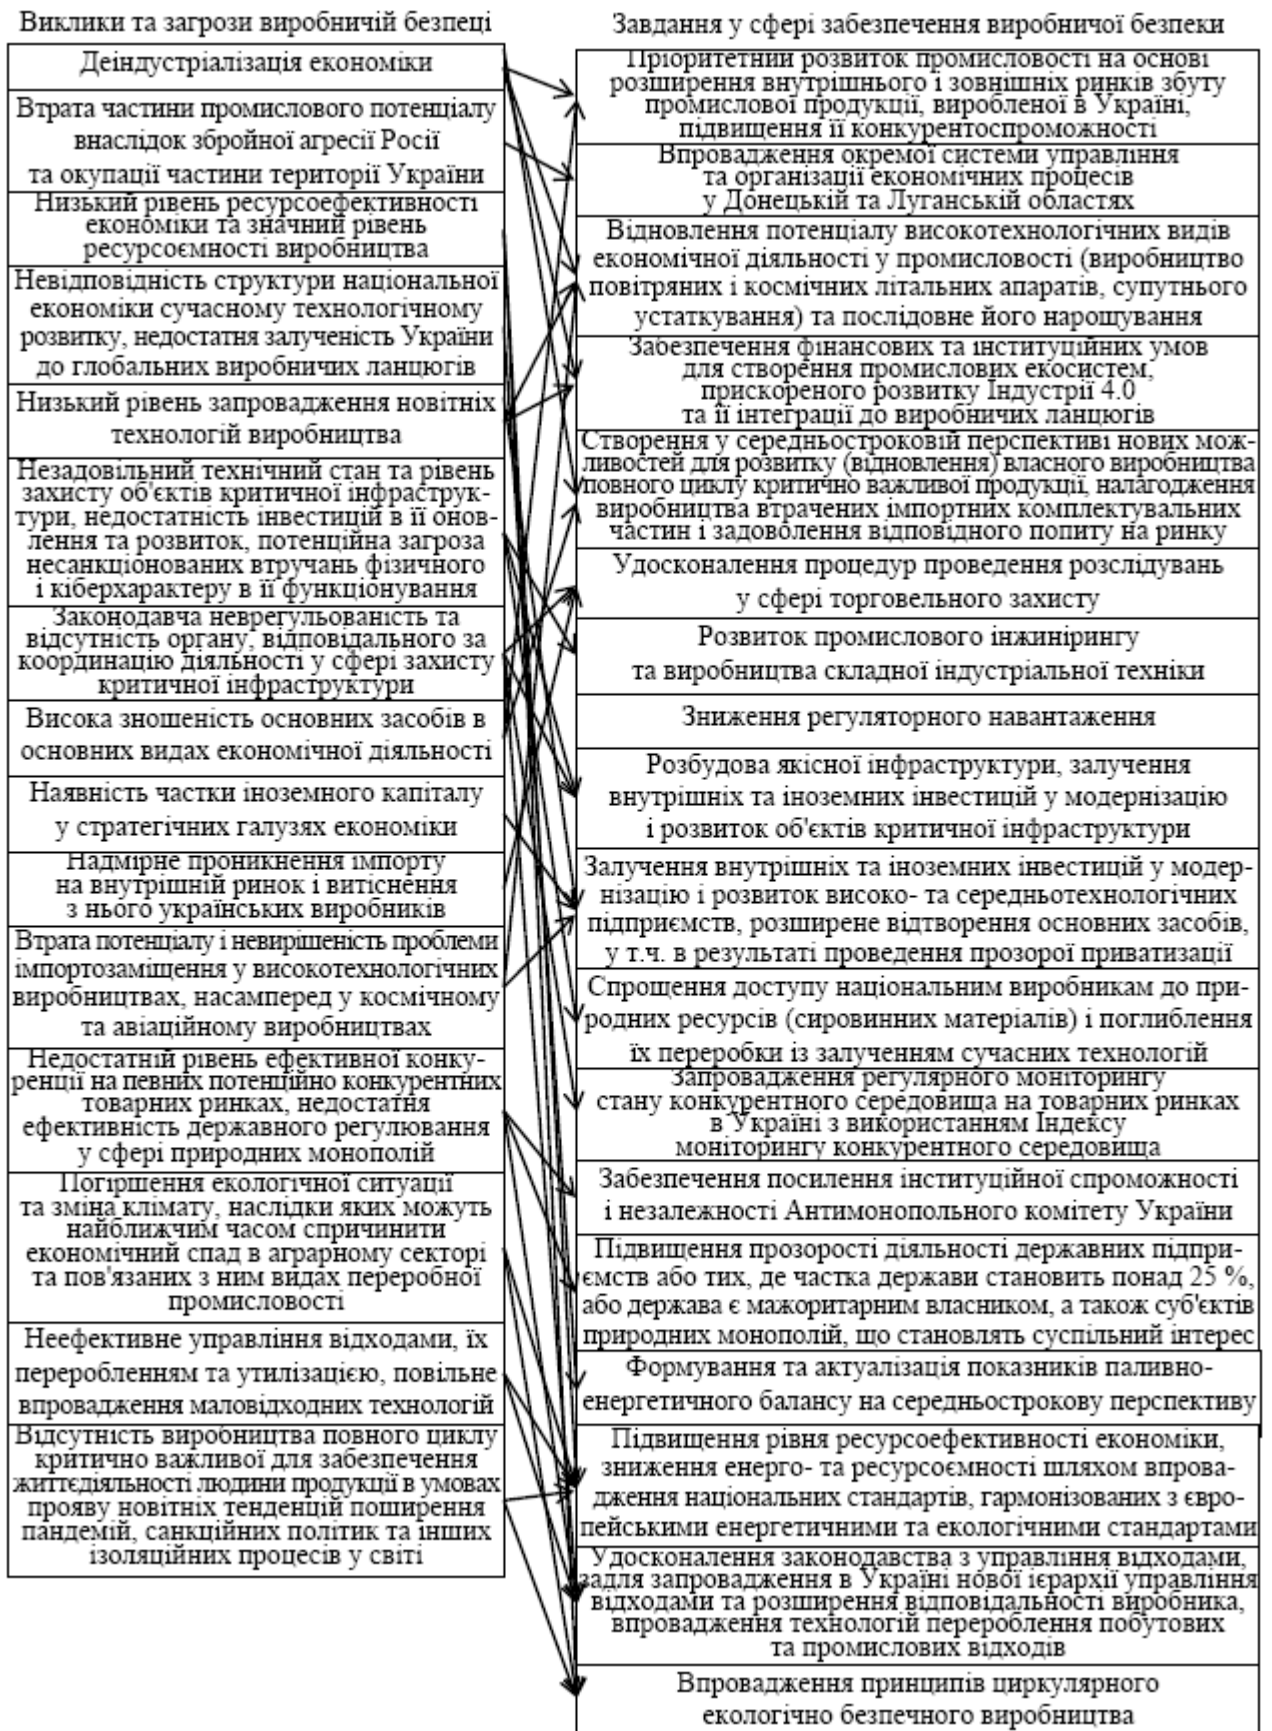 Виклики та загрози виробничій безпеці
Деіндустріалізація економіки
Втрата частини промислового потенціалу
внаслідок збройної агресії Росії
та окупації частини території України
Низький рівень ресурсоефективності
економіки та значний рівень
ресурсоємності виробництва
Невідповідність структури національної
економіки сучасному технологічному
розвитку, недостатня залученість України
до глобальних виробничих ланцюгів
Низький рівень запровадження новітніх
технологій виробництва
Незадовільний технічний стан та рівень
захисту об'єктів критичної інфраструк-
тури, недостатність інвестицій в її онов-
лення та розвиток, потенційна загроза
несанкціонованих втручань фізичного
і кіберхарактеру в її функціонування
Законодавча неврегульованість та
відсутність органу, відповідального за
координацію діяльності у сфері захисту
критичної інфраструктури
Висока зношеність основних засобів в
основних видах економічної діяльності
Наявність частки іноземного капіталу
у стратегічних галузях економіки
Надмірне проникнення імпорту
на внутрішній ринок і витіснення
з нього українських виробників
Втрата потенціалу і невирішеність проблеми
імпортозаміщення у високотехнологічних
виробництвах, насамперед у космічному
та авіаційному виробництвах
Недостатній рівень ефективної конку-
ренції на певних потенційно конкурентних
товарних ринках, недостатня
ефективність державного регулювання
у сфері природних монополій
Погіршення екологічної ситуації
та зміна клімату, наслідки яких можуть
найближчим часом спричинити
економічний спад в аграрному секторі
та пов'язаних з ним видах переробної
промисловості
Неефективне управління відходами, їх
переробленням та утилізацією, повільне
впровадження маловідходних технологій
Відсутність виробництва повного циклу
критично важливої для забезпечення
життєдіяльності людини продукції в умовах
прояву новітніх тенденцій поширення
пандемій, санкційних політик та інших
ізоляційних процесів у світі
Завдання у сфері забезпечення виробничої безпеки
Пріоритетний розвиток промисловості на основі
розширення внутрішнього і зовнішніх ринків збуту
промислової продукції, виробленої в Україні,
підвищення її конкурентоспроможності
Впровадження окремої системи управління
та організації економічних процесів
у Донецькій та Луганській областях
Відновлення потенціалу високотехнологічних видів
економічної діяльності у промисловості (виробництво
повітряних і космічних літальних апаратів, супутнього
устаткування) та послідовне його нарощування
Забезпечення фінансових та інституційних умов
для створення промислових екосистем,
прискореного розвитку Індустрії 4.0
та її інтеграції до виробничих ланцюгів
Створення у середньостроковій перспективі нових мож-
ливостей для розвитку (відновлення) власного виробництва
повного циклу критично важливої продукції, налагодження
виробництва втрачених імпортних комплектувальних
частин і задоволення відповідного попиту на ринку
Удосконалення процедур проведення розслідувань
у сфері торговельного захисту
Розвиток промислового інжинірингу
та виробництва складної індустріальної техніки
Зниження регуляторного навантаження
Розбудова якісної інфраструктури, залучення
внутрішніх та іноземних інвестицій у модернізацію
і розвиток об'єктів критичної інфраструктури
Залучення внутрішніх та іноземних інвестицій у модер-
нізацію і розвиток високо- та середньотехнологічних
підприємств, розширене відтворення основних засобів,
у т.ч. в результаті проведення прозорої приватизації
Спрощення доступу національним виробникам до при-
родних ресурсів (сировинних матеріалів) і поглиблення
їх переробки із залученням сучасних технологій
Запровадження регулярного моніторингу
стану конкурентного середовища на товарних ринках
в Україні з використанням Індексу
моніторингу конкурентного середовища
Забезпечення посилення інституційної спроможності
і незалежності Антимонопольного комітету України
Підвищення прозорості діяльності державних підпри-
ємств або тих, де частка держави становить понад 25 %,
або держава є мажоритарним власником, а також суб'єктів
природних монополій, що становлять суспільний інтерес
Формування та актуалізація показників паливно-
енергетичного балансу на середньострокову перспективу
Підвищення рівня ресурсоефективності економіки,
зниження енерго- та ресурсоємності шляхом впрова-
дження національних стандартів, гармонізованих з євро-
пейськими енергетичними та екологічними стандартами
Удосконалення законодавства з управління відходами,
задля запровадження в Україні нової ієрархії управління
відходами та розширення відповідальності виробника,
впровадження технологій перероблення побутових
та промислових відходів
Впровадження принципів циркулярного
екологічно безпечного виробництва